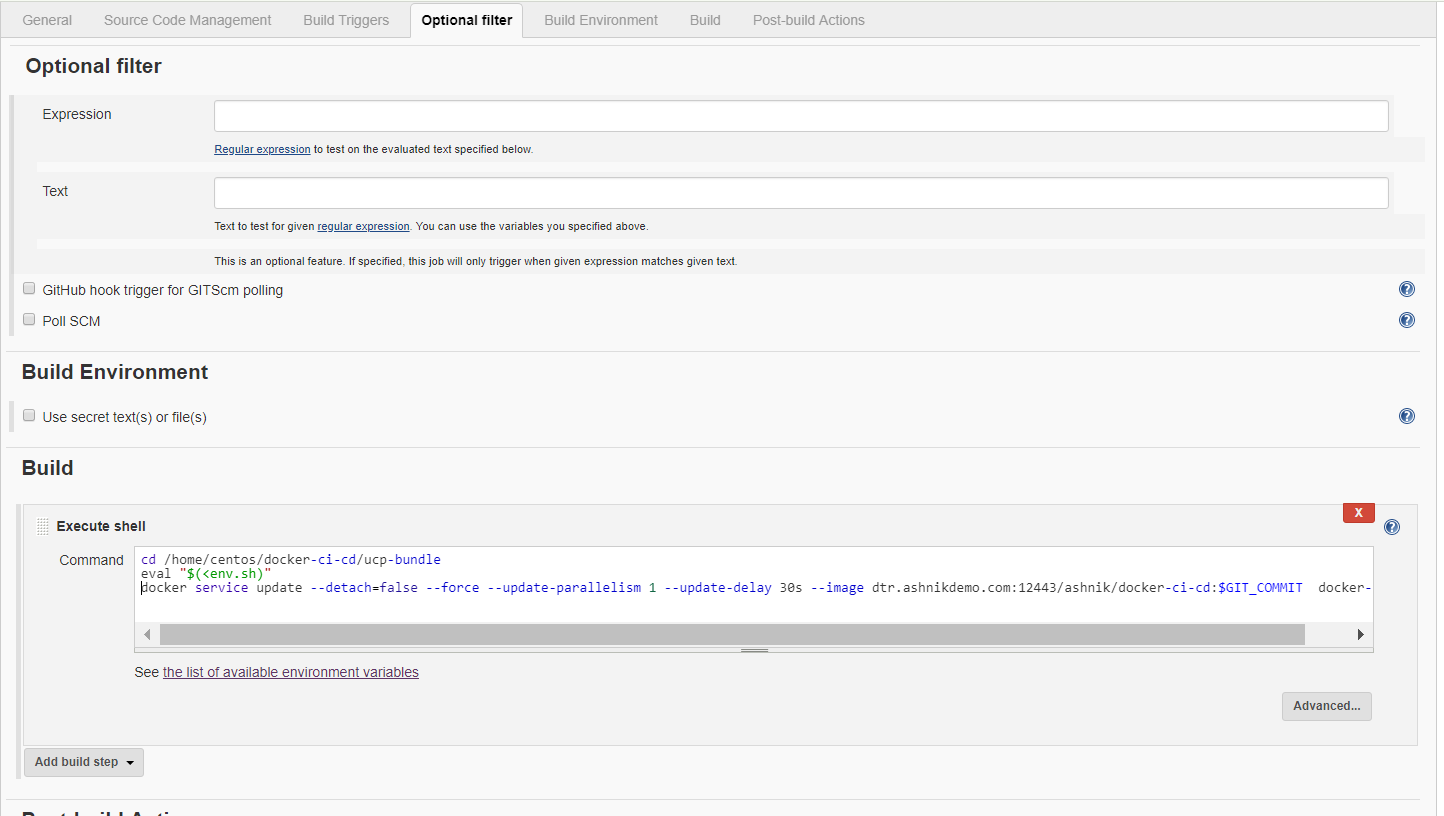 General Source Code Management Build Triggers Optional filter Build Environment Build Post-build Actions
Optional filter
Expression
Regular expression to test on the evaluated text specified below.
Text
Text to test for given regular expression. You can use the variables you specified above.
This is an optional feature. If specified, this job will only trigger when given expression matches given text.
GitHub hook trigger for GITScm polling
Poll SCM
Build Environment
Use secret text(s) or file(s)
Build
X
Execute shell
Command
cd /home/centos/docker-ci-cd/ucp-bundle
eval "$(<env.sh)"
docker service update --detach=false --force --update-parallelism 1 --update-delay 30s --image dtr.ashnikdemo.com:12443/ashnik/docker-ci-cd:$GIT_COMMIT  docker-
See the list of available environment variables
Advanced...
Add build step